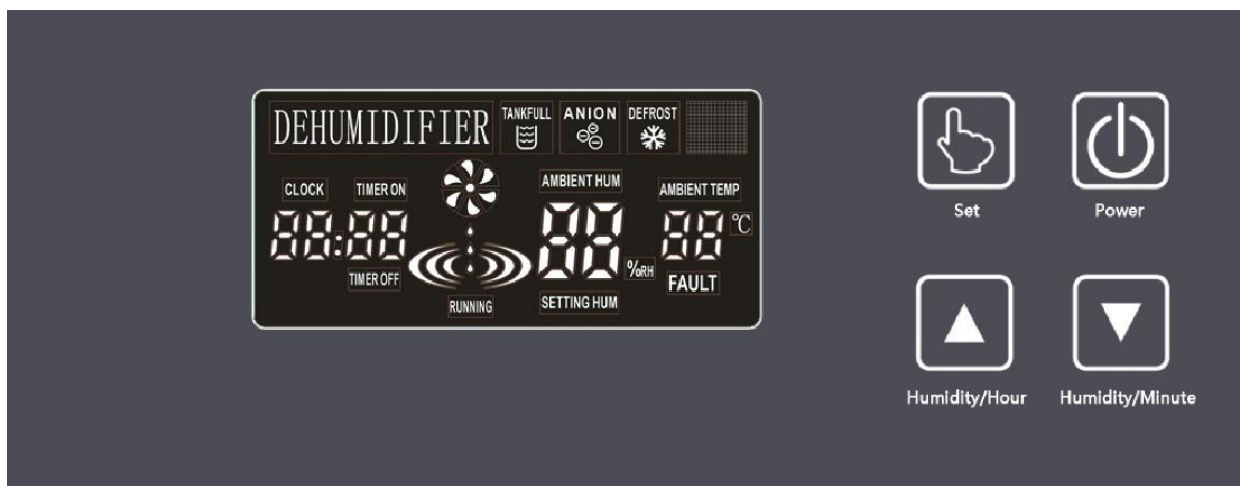 DEHUMIDIFIER
TANKFULL
ANION
DEFROST
CLOCK
TIMER ON
AMBIENT HUM
AMBIENT TEMP
88:88
88
%RH
88
°C
TIMER OFF
RUNNING
SETTING HUM
FAULT
Set
Power
Humidity/Hour
Humidity/Minute